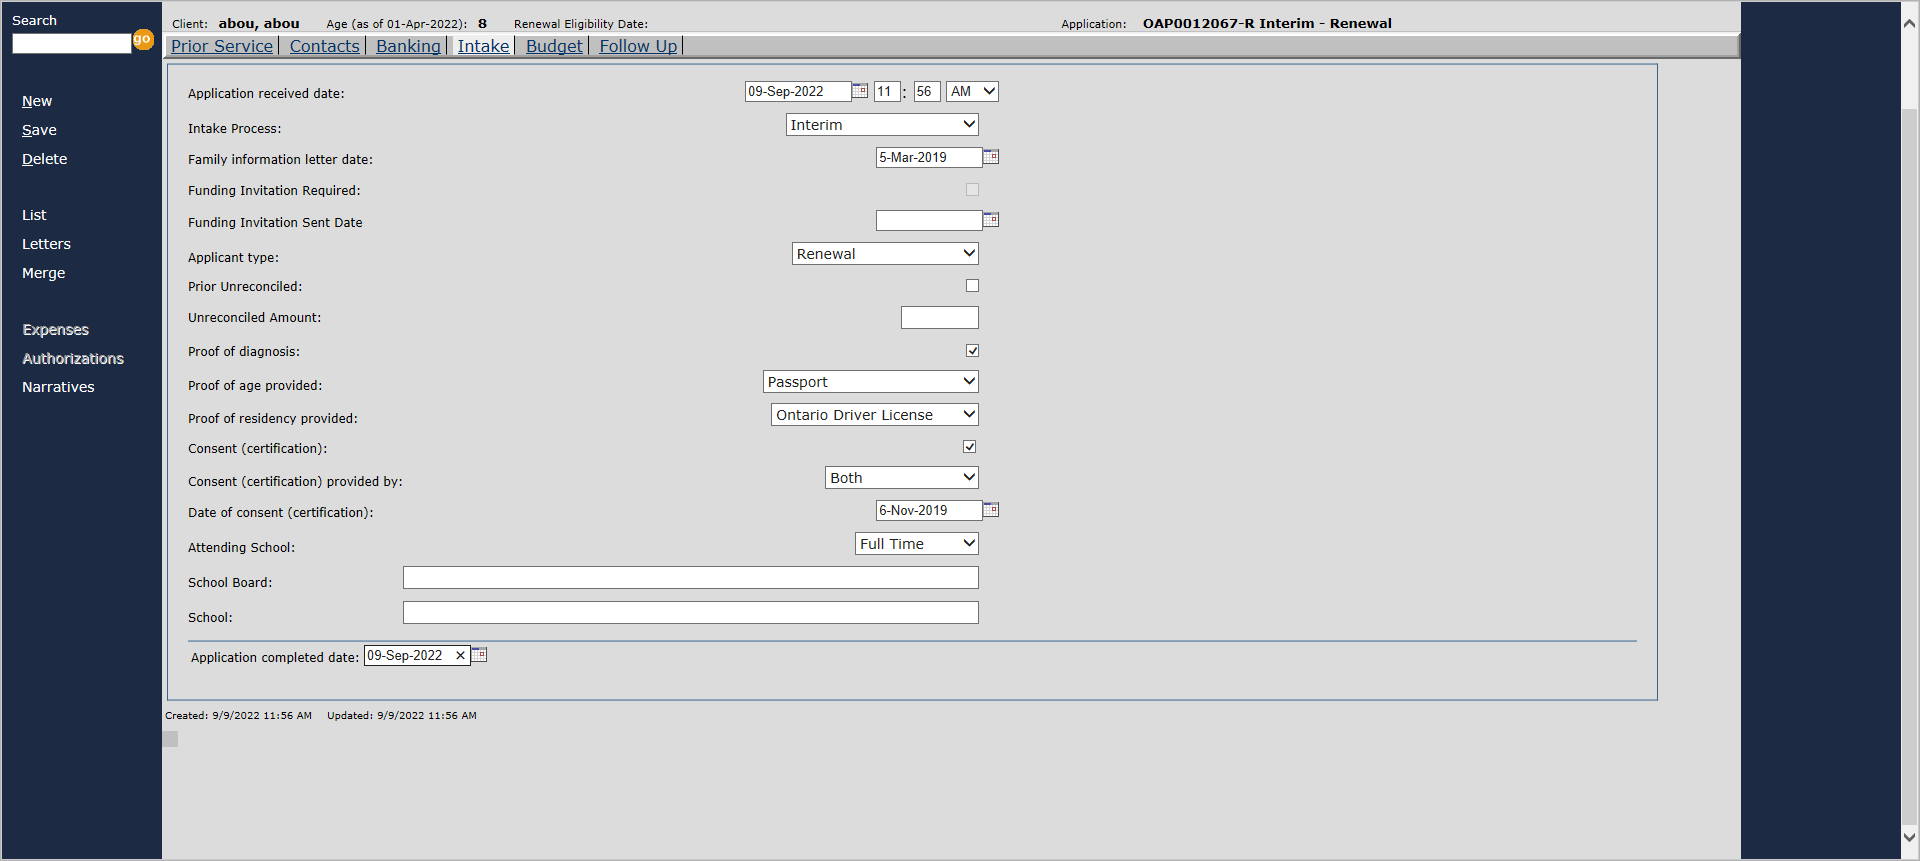 Search
go
New
Save
Delete
List
Letters
Merge
Expenses
Authorizations
Narratives
Client: abou, abou Age (as of 01-Apr-2022): 8 Renewal Eligibility Date: Application: OAP0012067-R Interim - Renewal
Prior Service Contacts Banking Intake Budget Follow Up
Application received date: 09-Sep-2022 11 : 56 AM
Intake Process: Interim
Family information letter date: 5-Mar-2019
Funding Invitation Required:
Funding Invitation Sent Date
Applicant type: Renewal
Prior Unreconciled:
Unreconciled Amount:
Proof of diagnosis:
Proof of age provided: Passport
Proof of residency provided: Ontario Driver License
Consent (certification):
Consent (certification) provided by: Both
Date of consent (certification): 6-Nov-2019
Attending School: Full Time
School Board:
School:
Application completed date: 09-Sep-2022
Created: 9/9/2022 11:56 AM Updated: 9/9/2022 11:56 AM